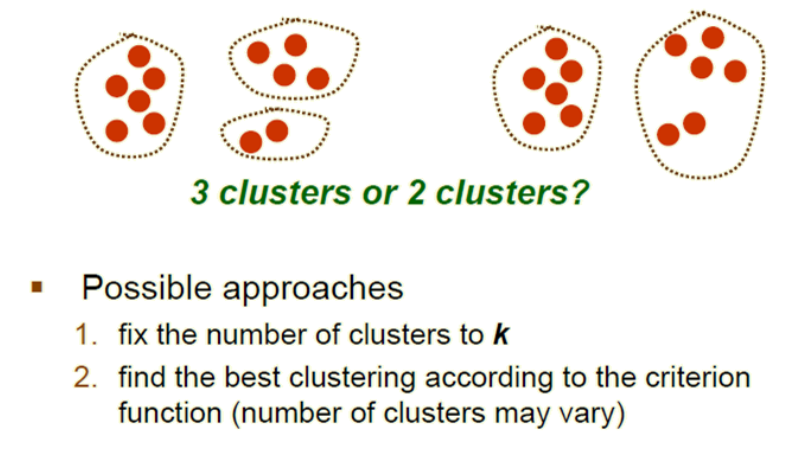 3 clusters or 2 clusters?
▪ Possible approaches
1. fix the number of clusters to k
2. find the best clustering according to the criterion
function (number of clusters may vary)